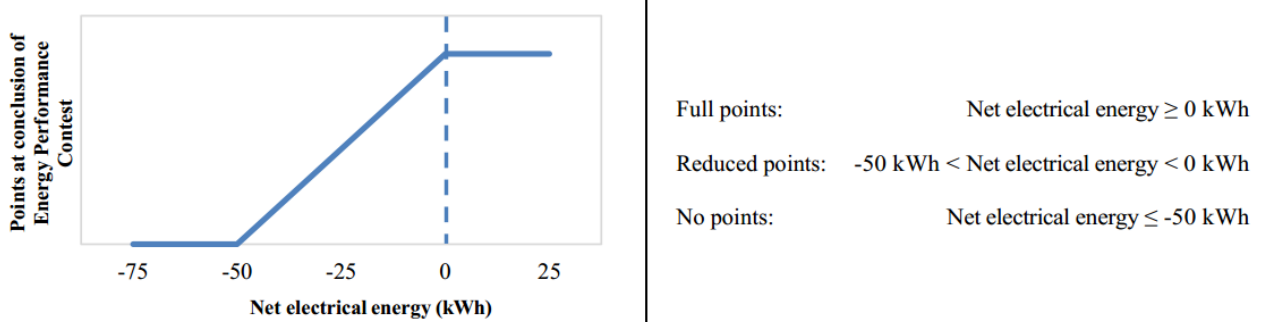 Points at conclusion of
Energy Performance
Contest
-75 -50 -25 0 25
Net electrical energy (kWh)
Full points: Net electrical energy ≥ 0 kWh
Reduced points: -50 kWh < Net electrical energy < 0 kWh
No points: Net electrical energy ≤ -50 kWh